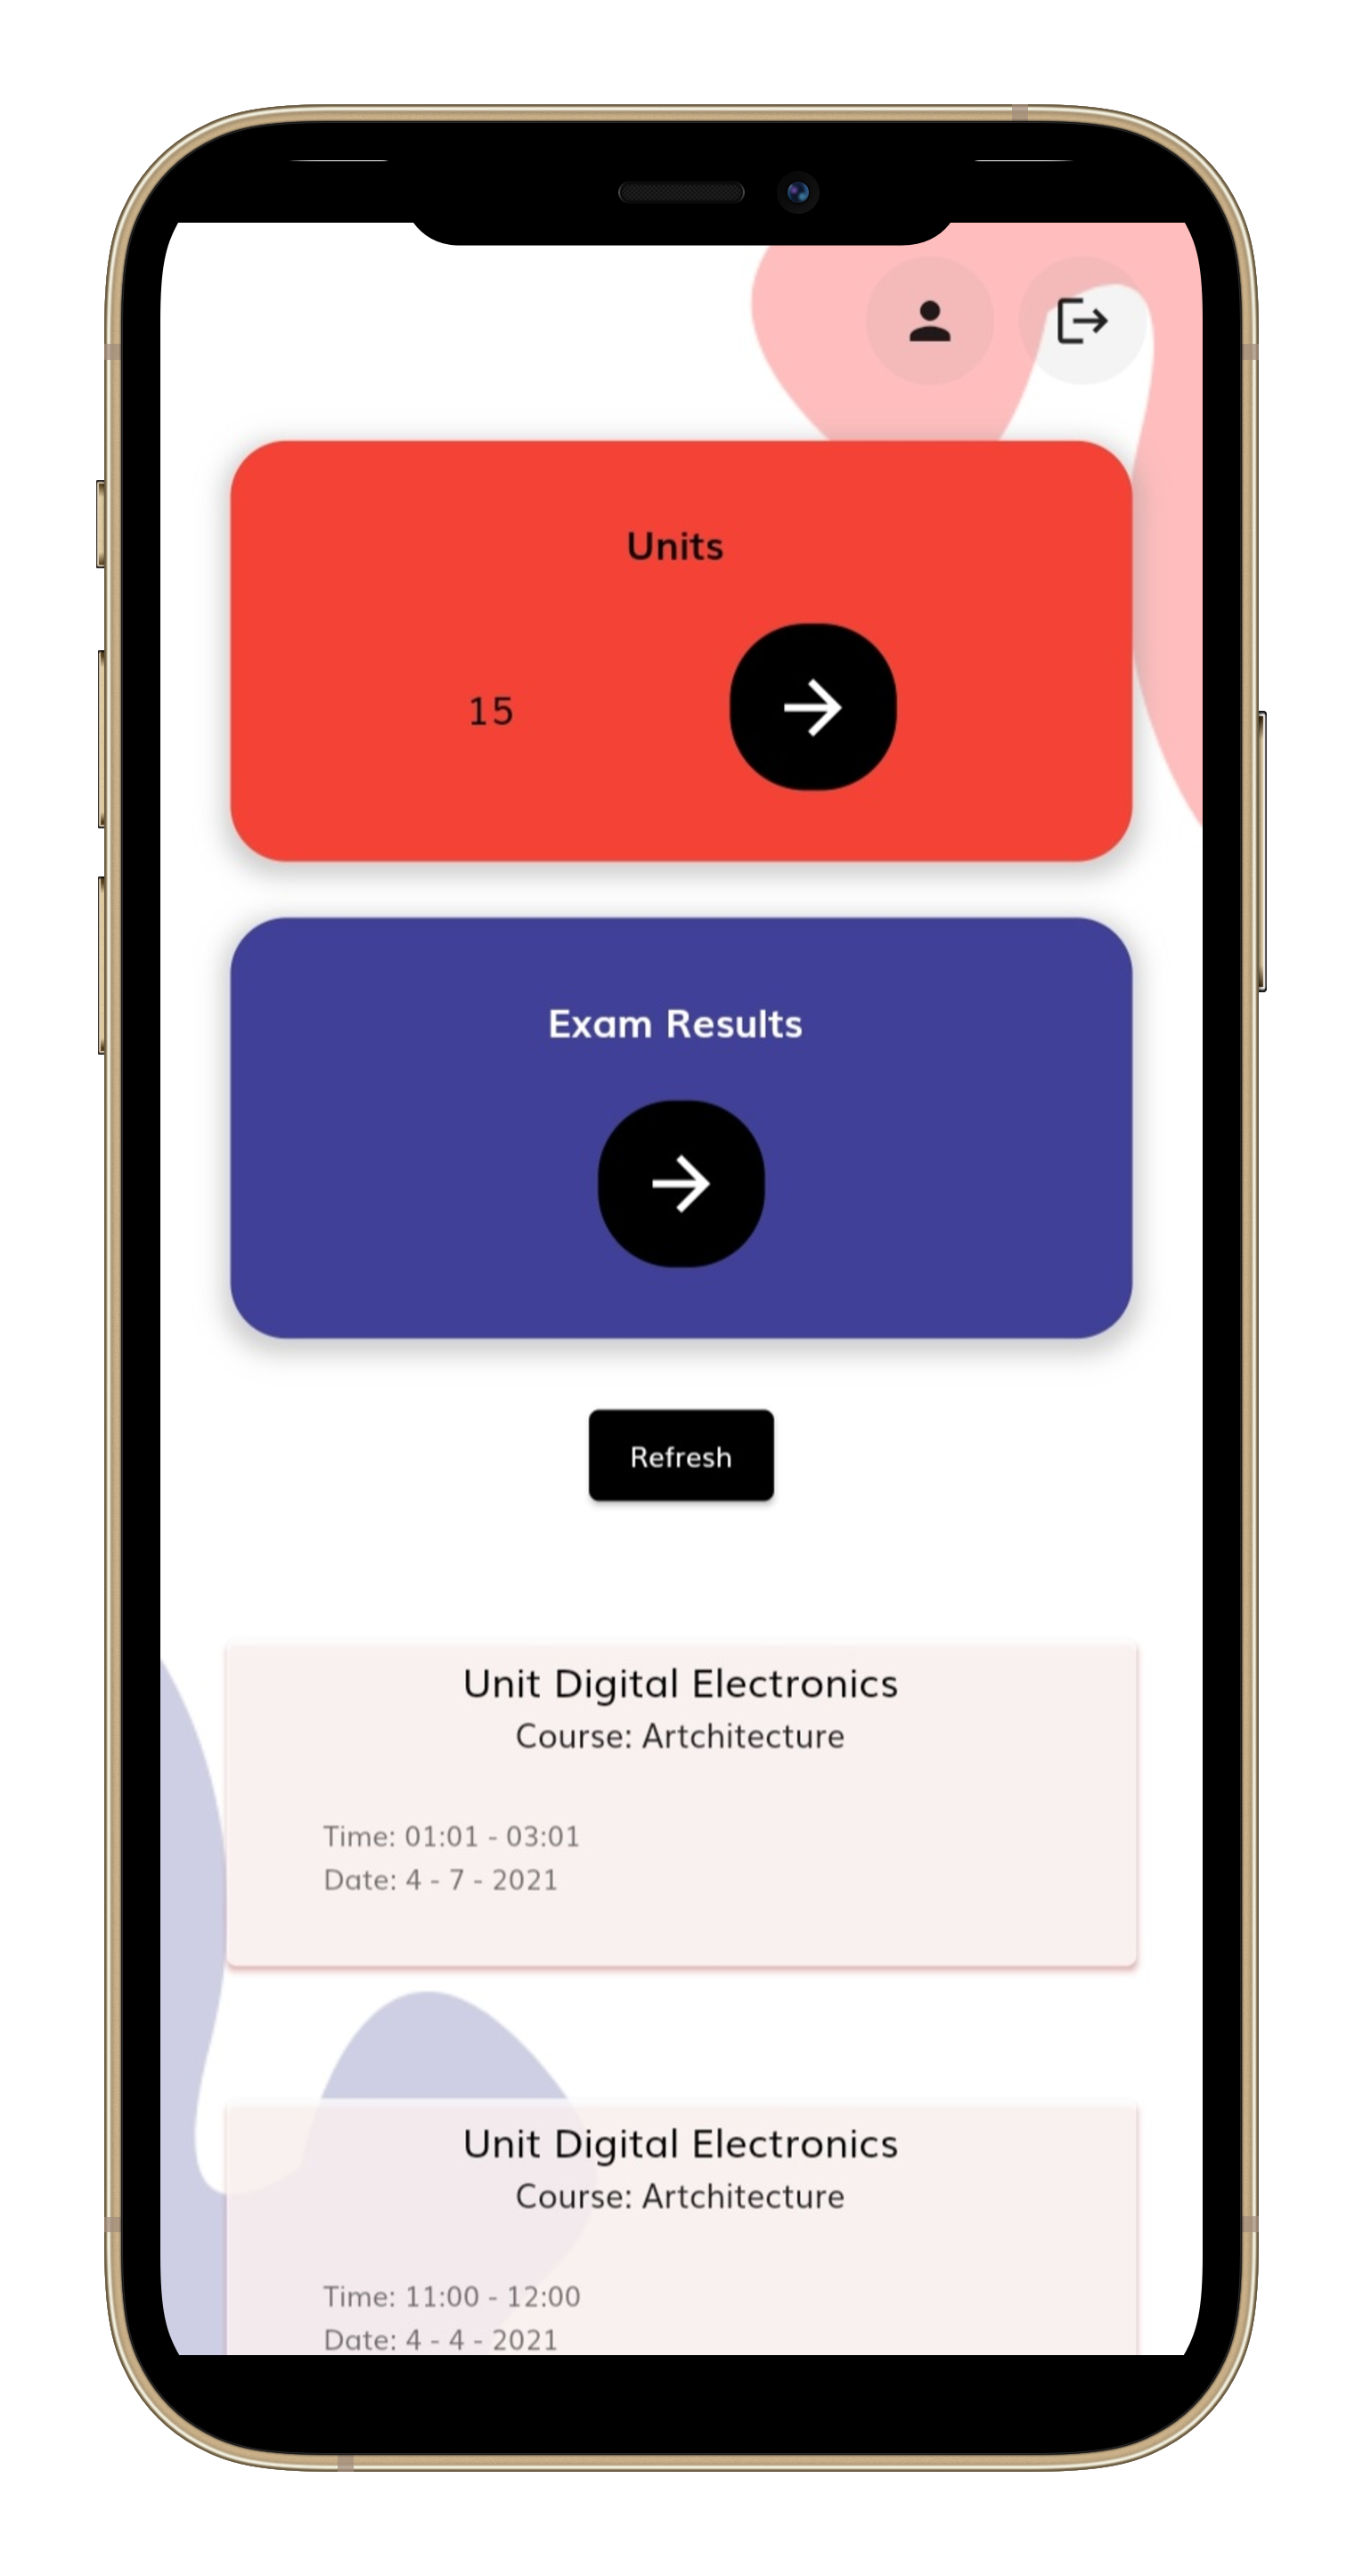 Units
15
Exam Results
Refresh
Unit Digital Electronics
Course: Artchitecture
Time: 01:01 - 03:01
Date: 4 - 7 - 2021
Unit Digital Electronics
Course: Artchitecture
Time: 11:00 - 12:00
Date: 4 - 4 - 2021